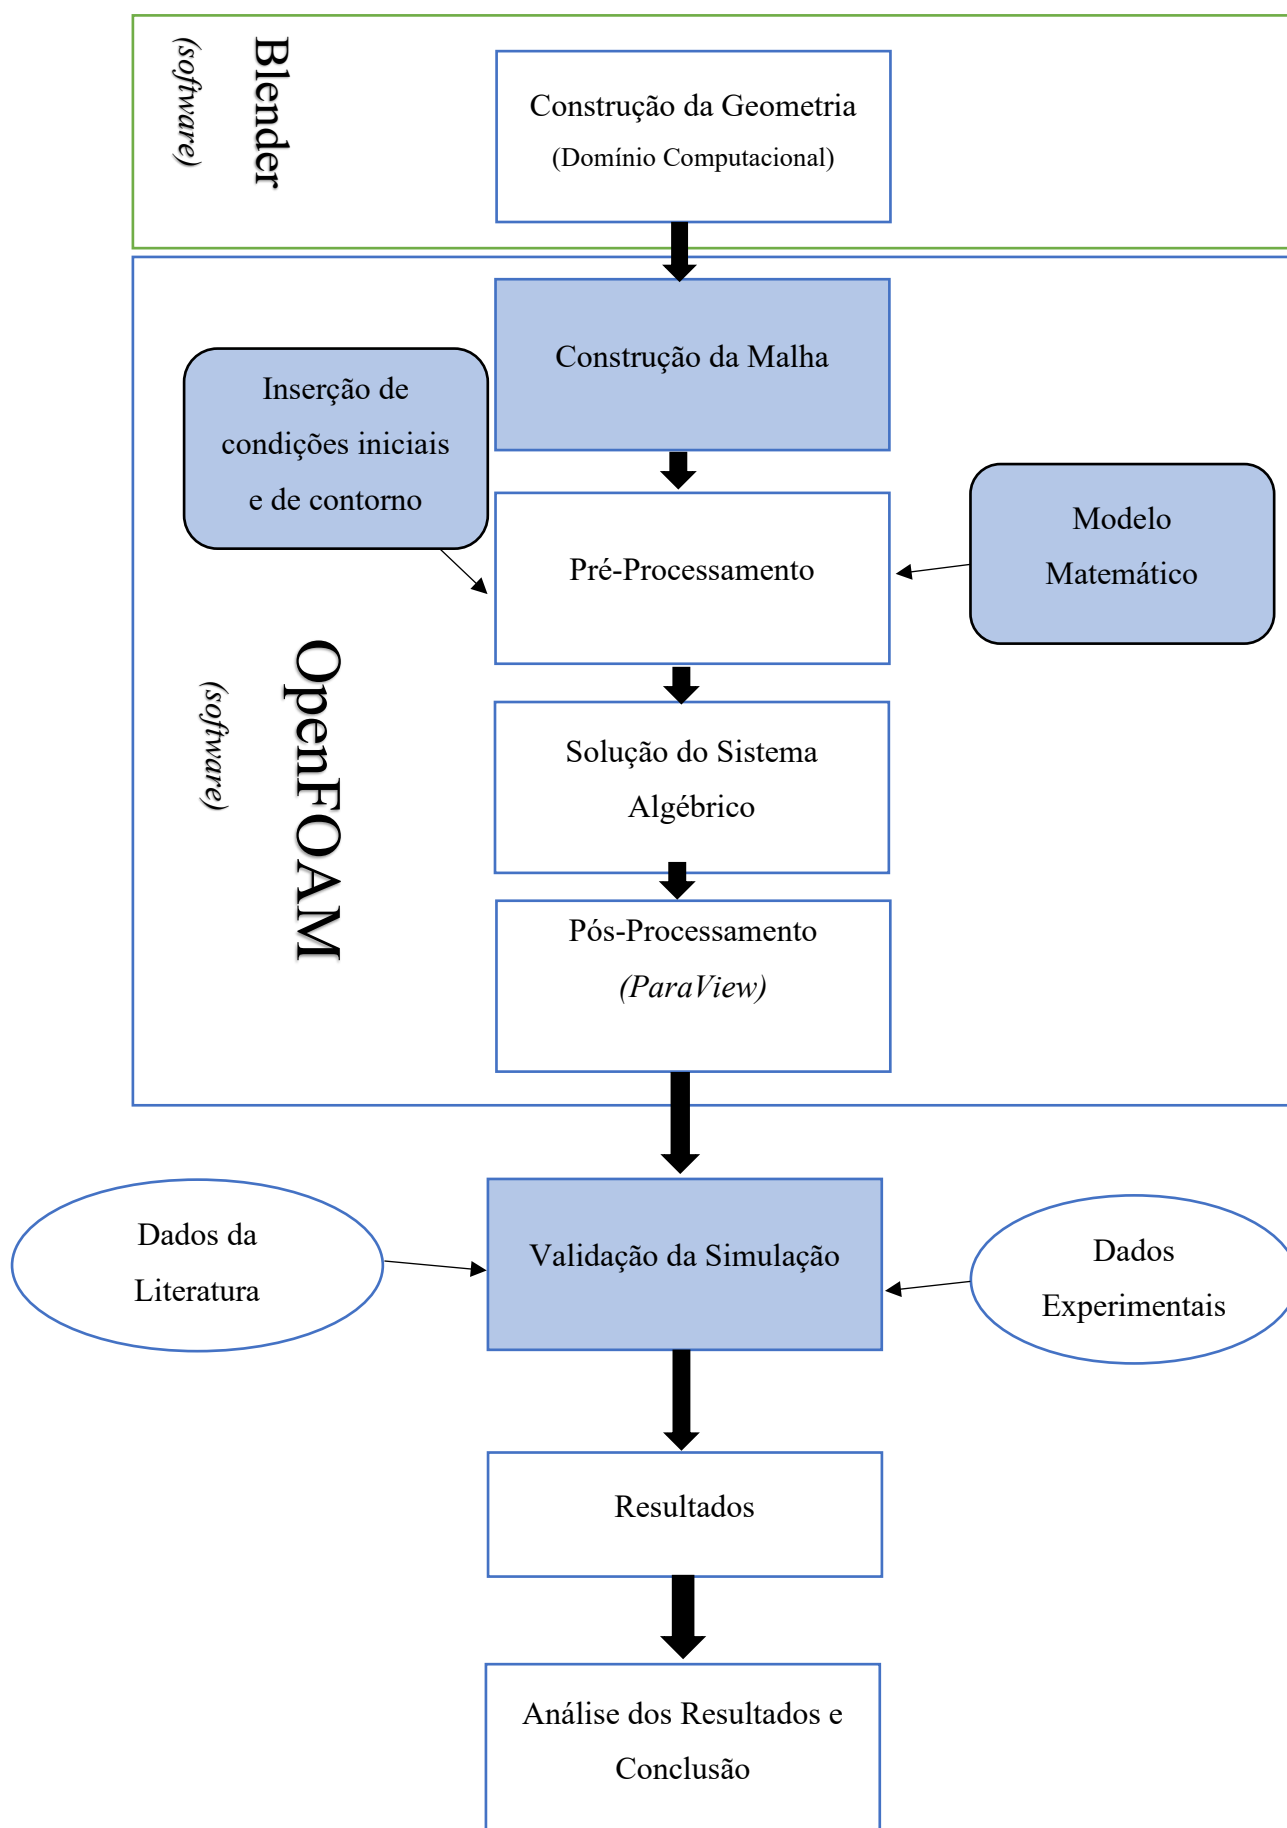 Blender
(software)
Construção da Geometria
(Domínio Computacional)
Construção da Malha
Inserção de
condições iniciais
e de contorno
Modelo
Matemático
Pré-Processamento
OpenFOAM
(software)
Solução do Sistema
Algébrico
Pós-Processamento
(ParaView)
Dados da
Literatura
Validação da Simulação
Dados
Experimentais
Resultados
Análise dos Resultados e
Conclusão